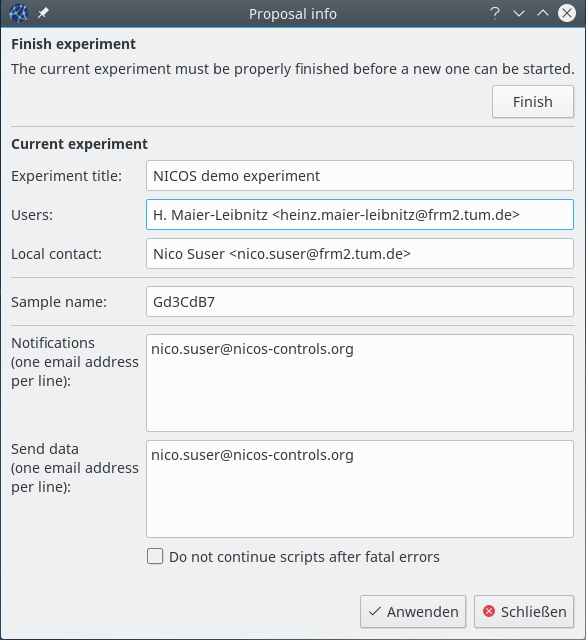 Proposal info
Finish experiment
The current experiment must be properly finished before a new one can be started.
Finish
Current experiment
Experiment title: NICOS demo experiment
Users: H. Maier-Leibnitz <heinz.maier-leibnitz@frm2.tum.de>
Local contact: Nico Suser <nico.suser@frm2.tum.de>
Sample name: Gd3CdB7
Notifications
(one email address
per line):
nico.suser@nicos-controls.org
Send data
(one email address
per line):
nico.suser@nicos-controls.org
Do not continue scripts after fatal errors
Anwenden Schließen